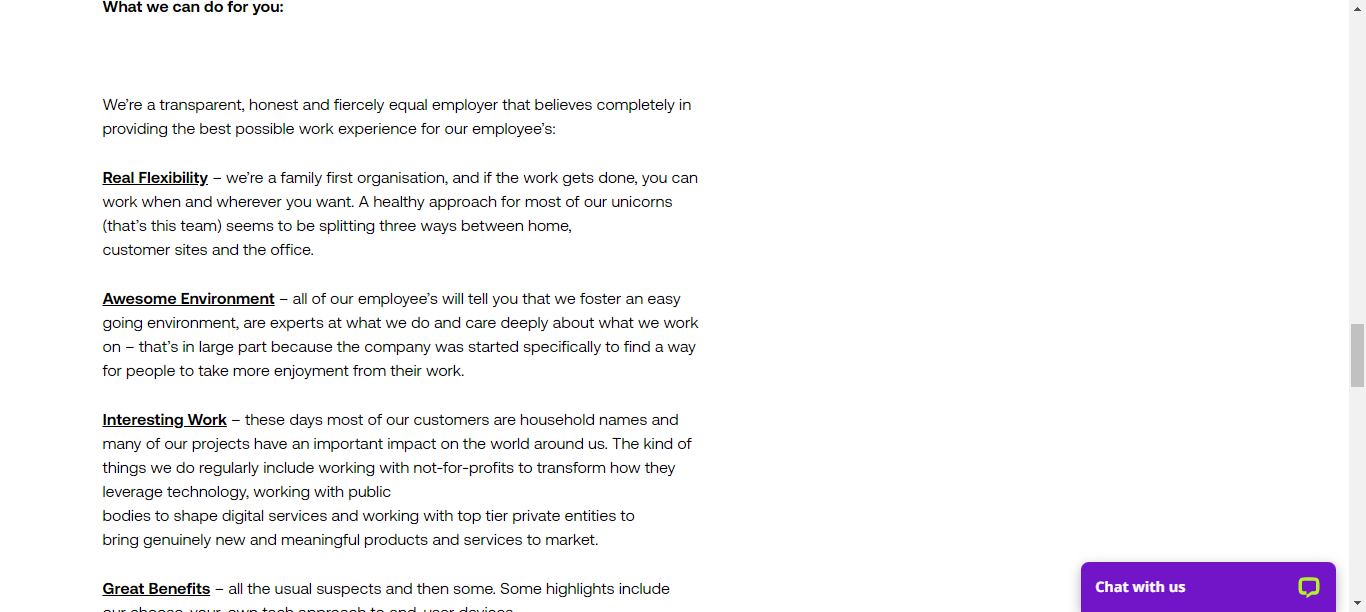 What we can do for you:
We’re a transparent, honest and fiercely equal employer that believes completely in
providing the best possible work experience for our employee’s:
Real Flexibility – we’re a family first organisation, and if the work gets done, you can
work when and wherever you want. A healthy approach for most of our unicorns
(that’s this team) seems to be splitting three ways between home,
customer sites and the office.
Awesome Environment – all of our employee’s will tell you that we foster an easy
going environment, are experts at what we do and care deeply about what we work
on – that’s in large part because the company was started specifically to find a way
for people to take more enjoyment from their work.
Interesting Work – these days most of our customers are household names and
many of our projects have an important impact on the world around us. The kind of
things we do regularly include working with not-for-profits to transform how they
leverage technology, working with public
bodies to shape digital services and working with top tier private entities to
bring genuinely new and meaningful products and services to market.
Great Benefits – all the usual suspects and then some. Some highlights include
our choose-your-own tech approach to end-user devices
Chat with us